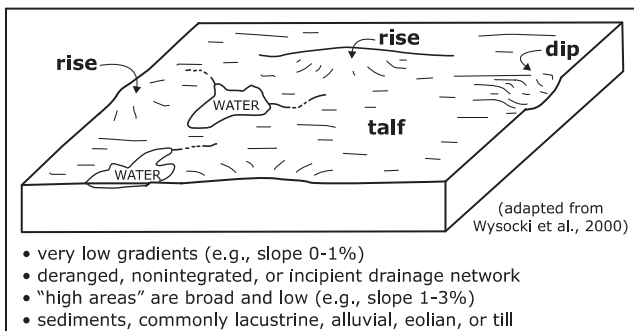 rise
rise
dip
WATER
talf
WATER
(adapted from
Wysocki et al., 2000)
• very low gradients (e.g., slope 0-1%)
• deranged, nonintegrated, or incipient drainage network
• “high areas” are broad and low (e.g., slope 1-3%)
• sediments, commonly lacustrine, alluvial, eolian, or till